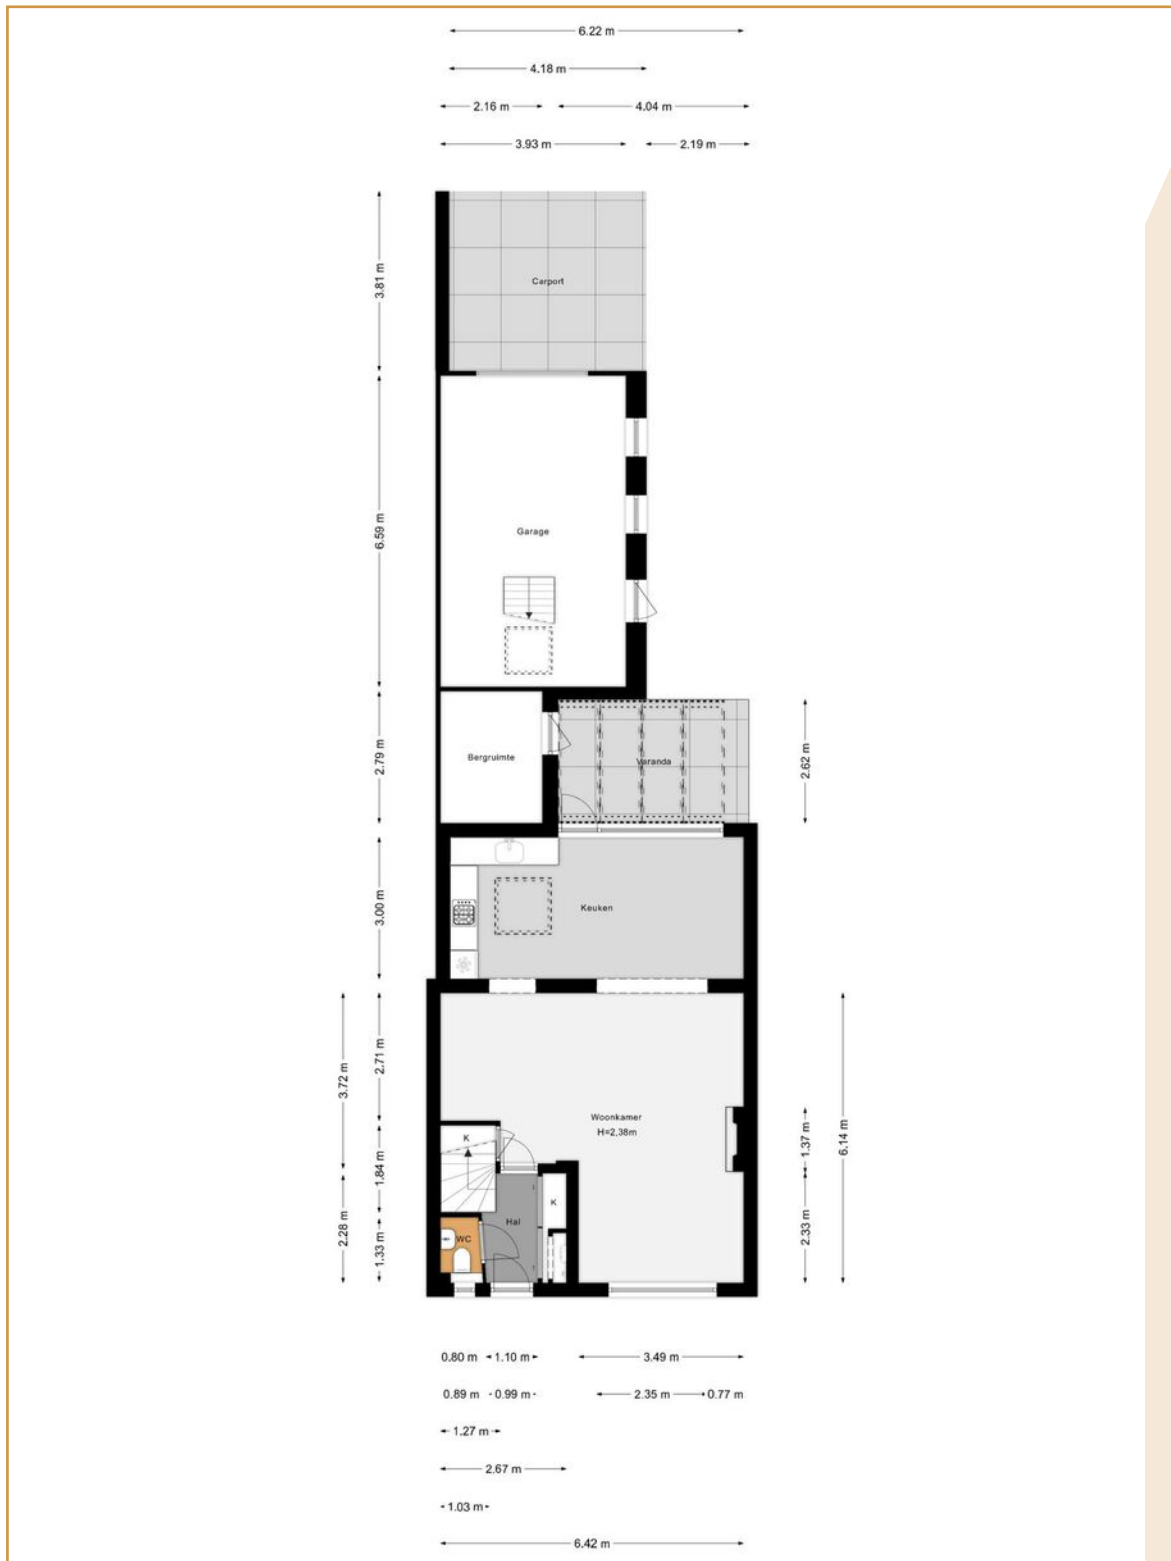 6.22 m
4.18 m
2.16 m
4.04 m
3.93 m
2.19 m
3.81 m
Carport
6.59 m
Garage
2.79 m
Bergruimte
Varanda
2.62 m
3.00 m
Keuken
3.72 m
2.71 m
Woonkamer
H=2,38m
1.37 m
6.14 m
K
1.84 m
K
Hal
WC
2.28 m
1.33 m
2.33 m
0.80 m
1.10 m
3.49 m
0.89 m
0.99 m
2.35 m
0.77 m
1.27 m
2.67 m
1.03 m
6.42 m